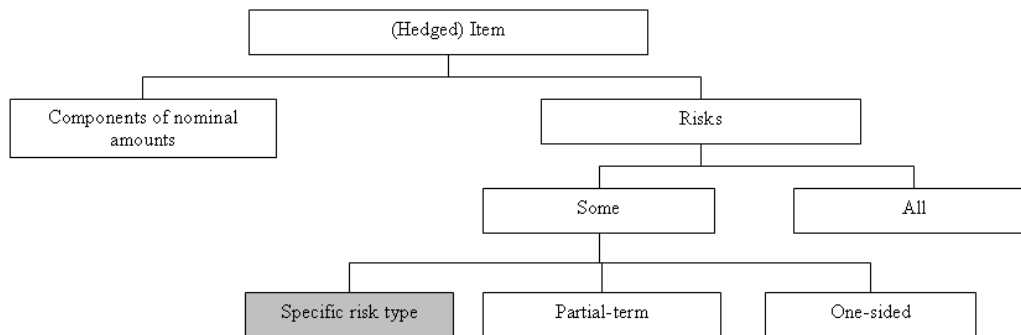 (Hedged) Item
Components of nominal
amounts
Risks
Some
All
Specific risk type
Partial-term
One-sided